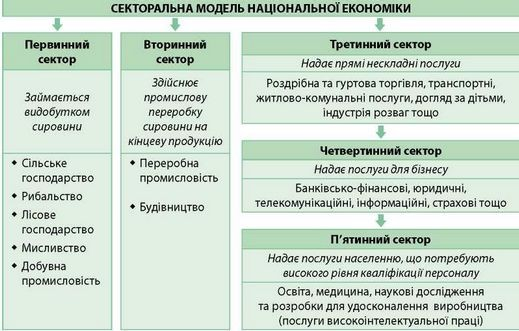 СЕКТОРАЛЬНА МОДЕЛЬ НАЦІОНАЛЬНОЇ ЕКОНОМІКИ
Первинний
сектор
Займається
видобутком
сировини
Сільське
господарство
Рибальство
Лісове
господарство
Мисливство
Добувна
промисловість
Вторинний
сектор
Здійснює
промислову
переробку
сировини на
кінцеву продукцію
Переробна
промисловість
Будівництво
Третинний сектор
Надає прямі нескладні послуги
Роздрібна та гуртова торгівля, транспортні,
житлово-комунальні послуги, догляд за дітьми,
індустрія розваг тощо
Четвертинний сектор
Надає послуги для бізнесу
Банківсько-фінансові, юридичні,
телекомунікаційні, інформаційні, страхові тощо
П’ятинний сектор
Надає послуги населенню, що потребують
високого рівня кваліфікації персоналу
Освіта, медицина, наукові дослідження
та розробки для удосконалення виробництва
(послуги високоінтелектуальної праці)